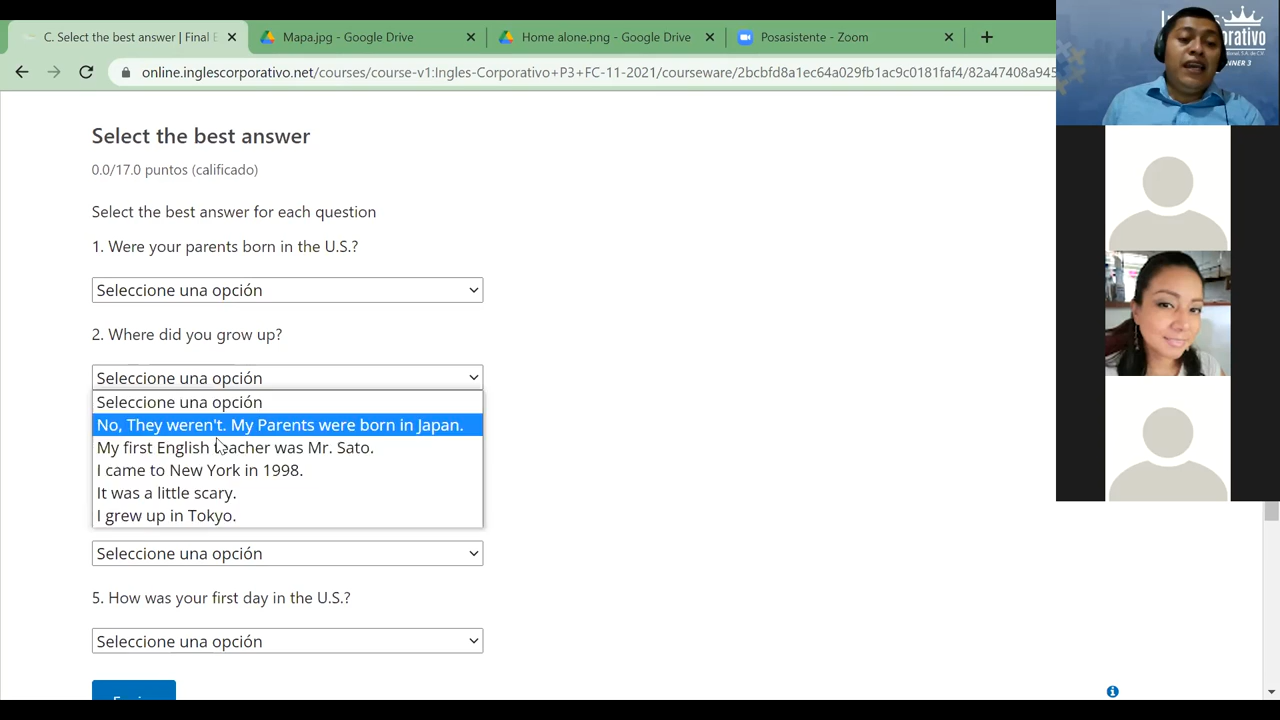 C. Select the best answer | Final E
Mapa.jpg - Google Drive
Home alone.png - Google Drive
Posasistente - Zoom
online.inglescorporativo.net/courses/course-v1:Ingles-Corporativo+P3+FC-11-2021/courseware/2bcbfd8a1ec64a029fb1ac9c0181faf4/82a47408a945
Select the best answer
0.0/17.0 puntos (calificado)
Select the best answer for each question
1. Were your parents born in the U.S.?
Seleccione una opción
2. Where did you grow up?
Seleccione una opción
Seleccione una opción
No, They weren't. My Parents were born in Japan.
My first English teacher was Mr. Sato.
I came to New York in 1998.
It was a little scary.
I grew up in Tokyo.
Seleccione una opción
5. How was your first day in the U.S.?
Seleccione una opción